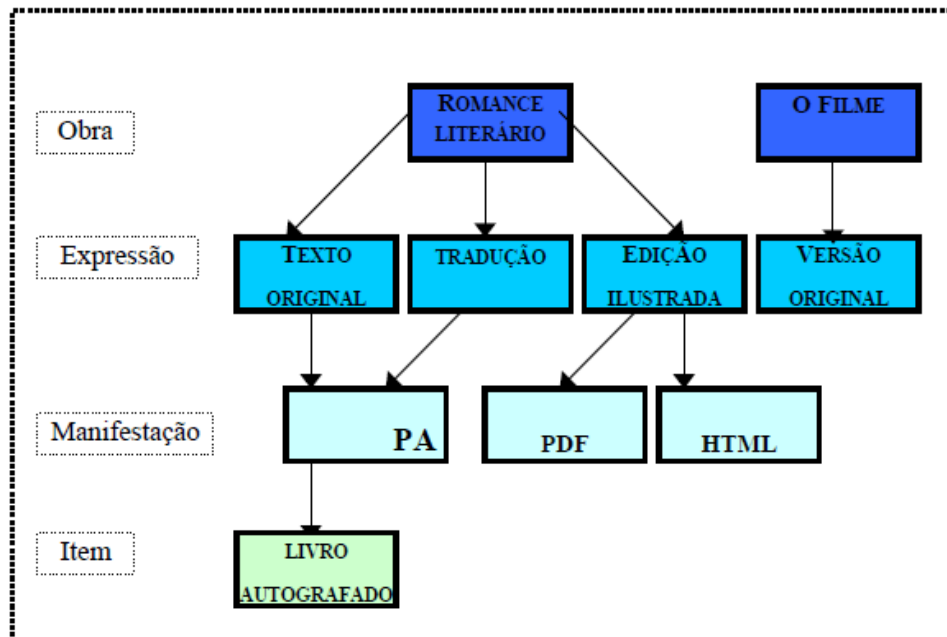 Obra
ROMANCE
LITERÁRIO
O FILME
Expressão
TEXTO
ORIGINAL
TRADUÇÃO
EDIÇÃO
ILUSTRADA
VERSÃO
ORIGINAL
Manifestação
PA
PDF
HTML
Item
LIVRO
AUTOGRAFADO